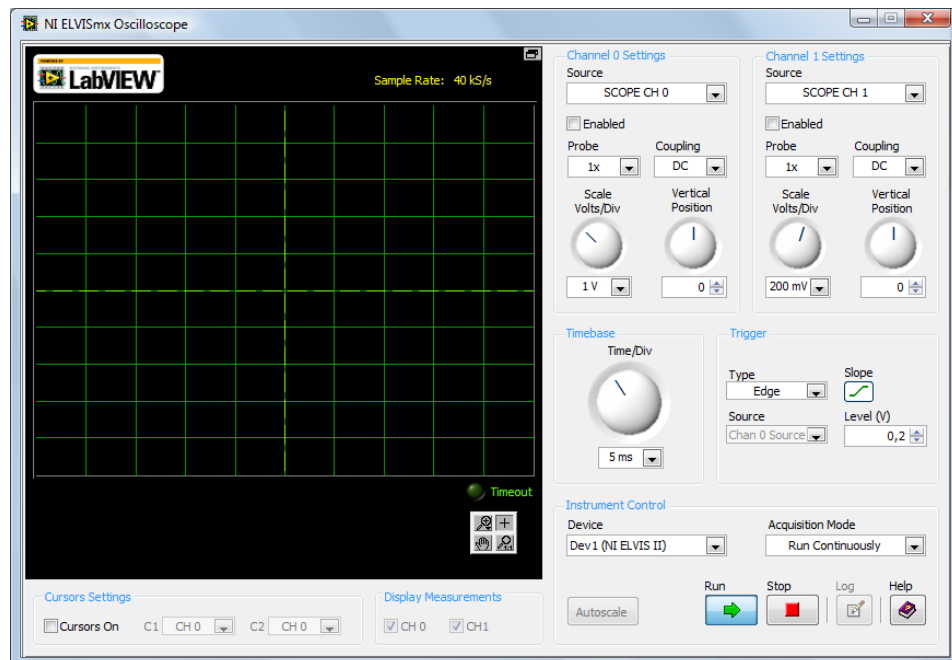 NI ELVISmx Oscilloscope
LabVIEW
Sample Rate: 40 kS/s
Timeout
Channel 0 Settings
Source
SCOPE CH 0
Enabled
Probe Coupling
1x DC
Scale Vertical
Volts/Div Position
1 V 0
Channel 1 Settings
Source
SCOPE CH 1
Enabled
Probe Coupling
1x DC
Scale Vertical
Volts/Div Position
200 mV 0
Timebase
Time/Div
5 ms
Trigger
Type Slope
Edge
Source Level (V)
Chan 0 Source 0,2
Cursors Settings
Cursors On C1 CH 0 C2 CH 0
Display Measurements
CH 0 CH1
Instrument Control
Device Acquisition Mode
Dev1 (NI ELVIS II) Run Continuously
Run Stop Log Help
Autoscale